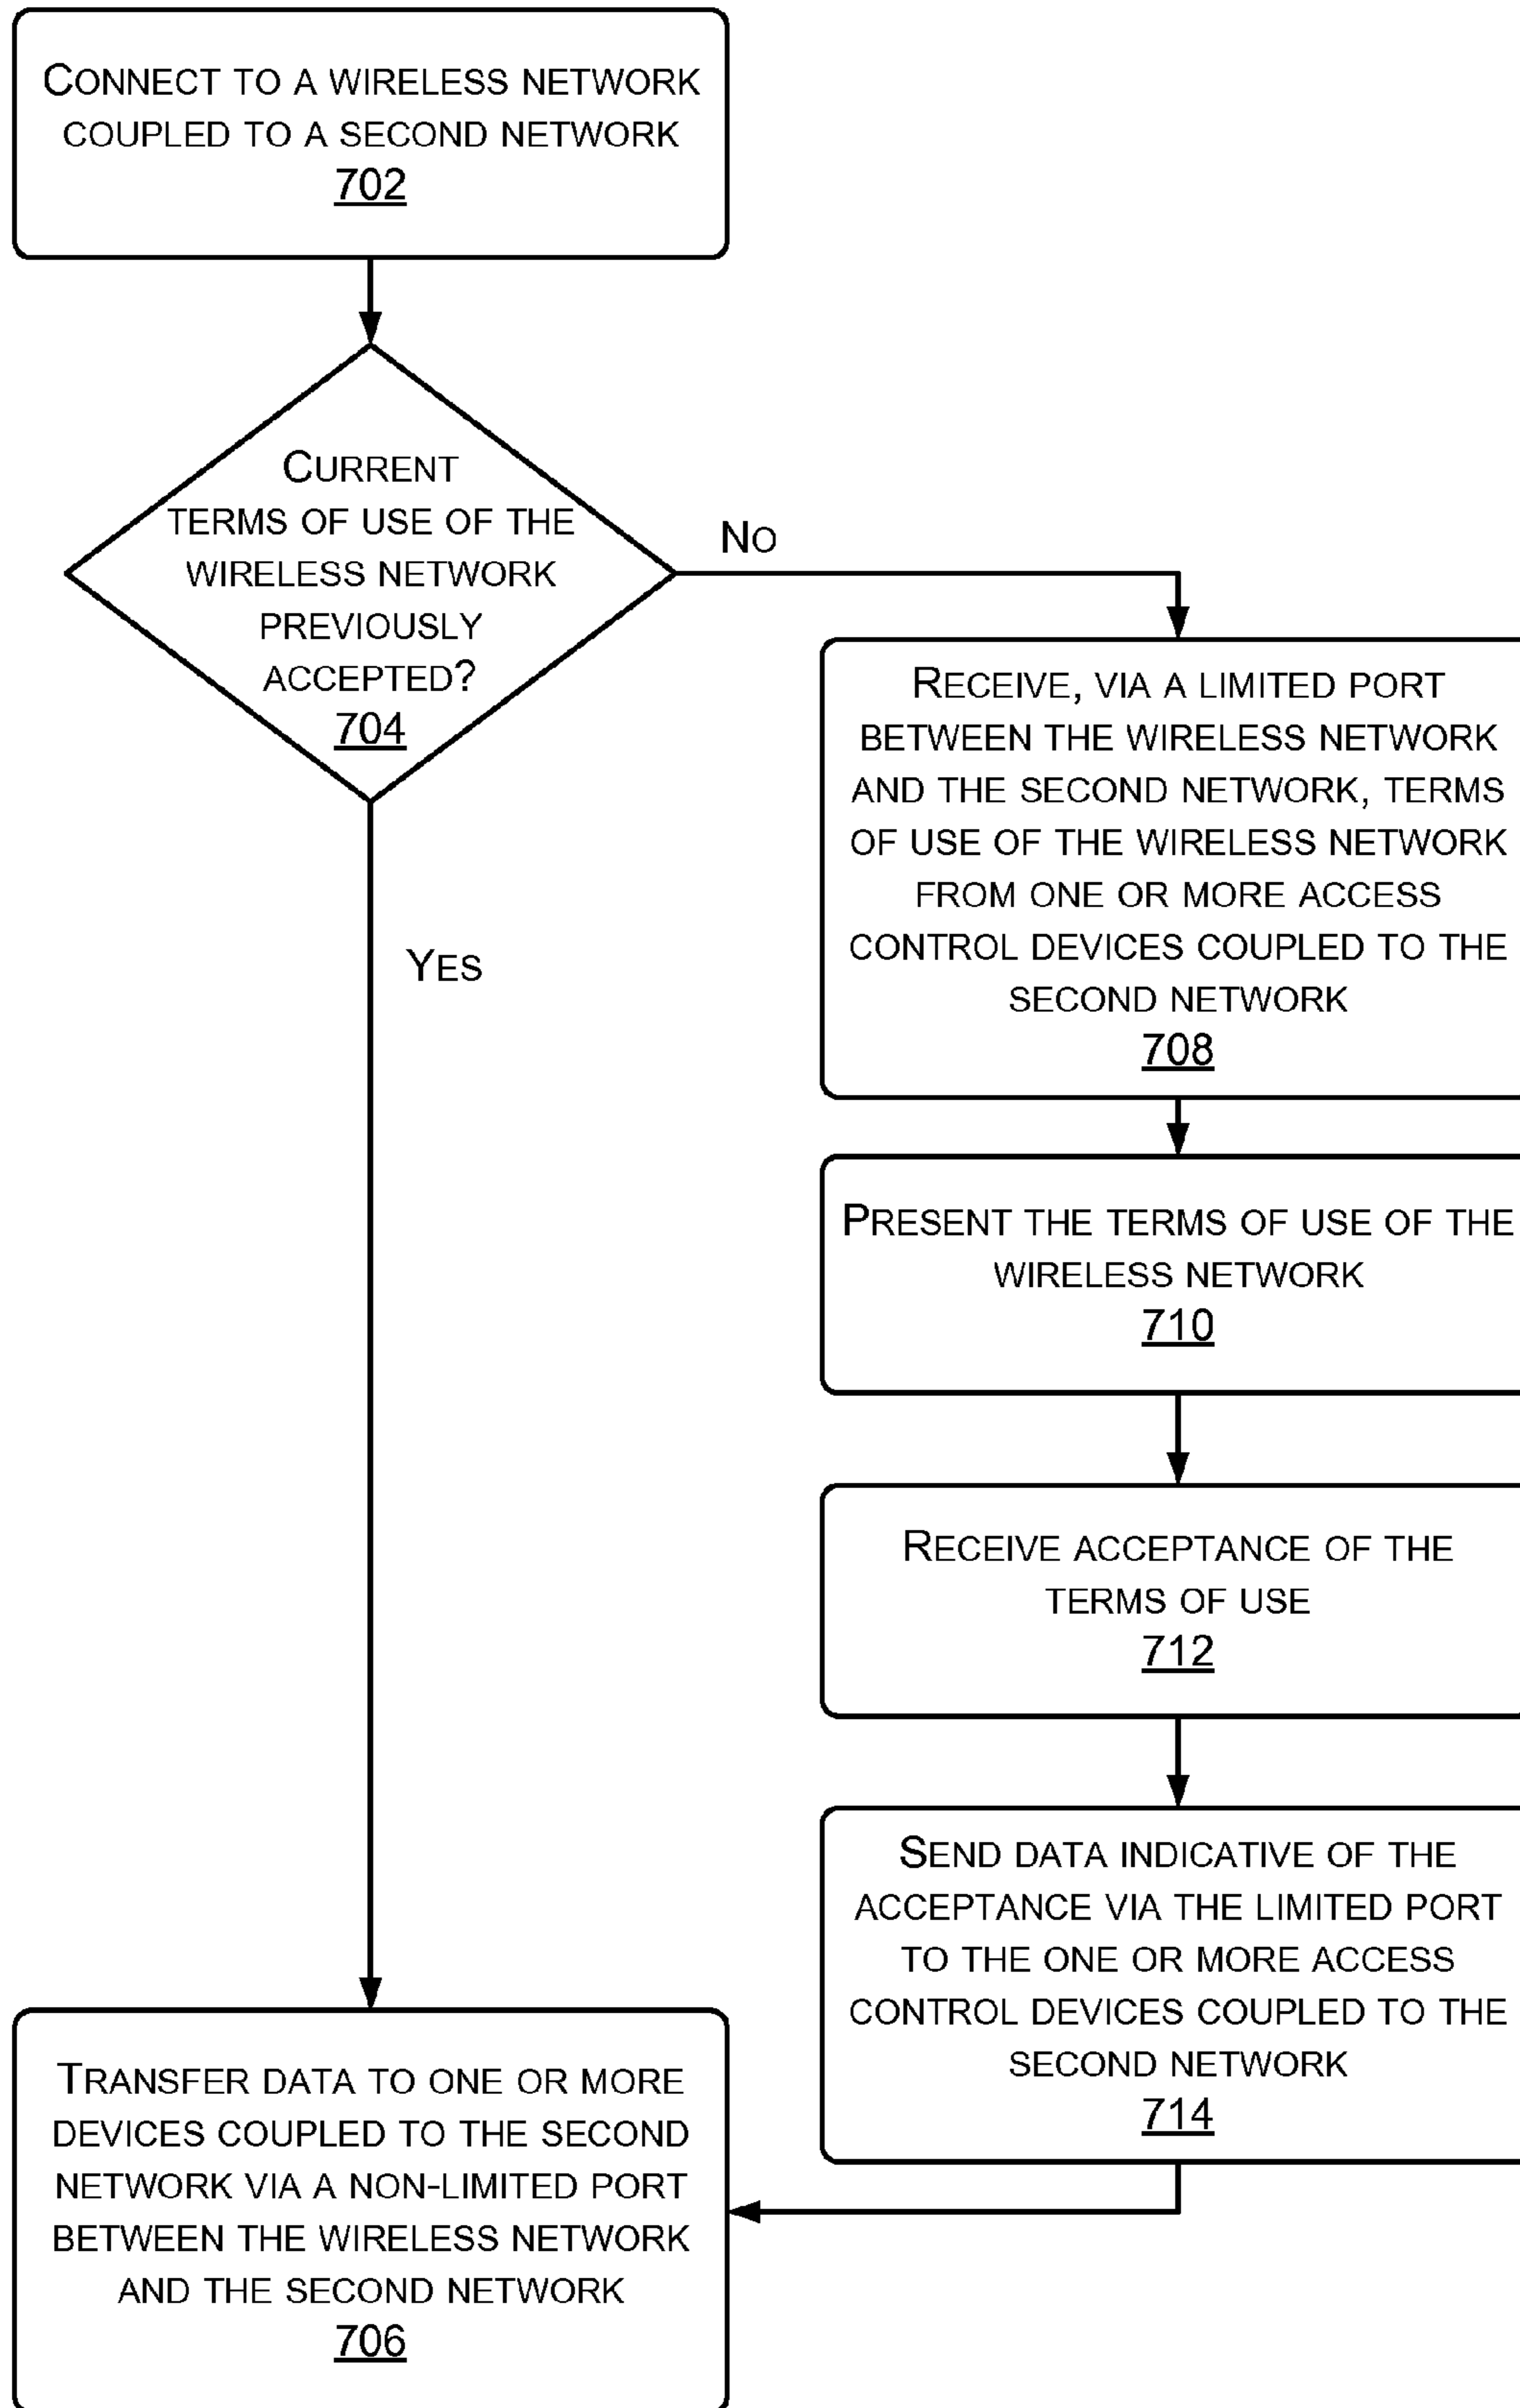 CONNECT TO A WIRELESS NETWORK
COUPLED TO A SECOND NETWORK
702
CURRENT
TERMS OF USE OF THE
WIRELESS NETWORK
PREVIOUSLY
ACCEPTED?
704
NO
YES
RECEIVE, VIA A LIMITED PORT
BETWEEN THE WIRELESS NETWORK
AND THE SECOND NETWORK, TERMS
OF USE OF THE WIRELESS NETWORK
FROM ONE OR MORE ACCESS
CONTROL DEVICES COUPLED TO THE
SECOND NETWORK
708
PRESENT THE TERMS OF USE OF THE
WIRELESS NETWORK
710
RECEIVE ACCEPTANCE OF THE
TERMS OF USE
712
SEND DATA INDICATIVE OF THE
ACCEPTANCE VIA THE LIMITED PORT
TO THE ONE OR MORE ACCESS
CONTROL DEVICES COUPLED TO THE
SECOND NETWORK
714
TRANSFER DATA TO ONE OR MORE
DEVICES COUPLED TO THE SECOND
NETWORK VIA A NON-LIMITED PORT
BETWEEN THE WIRELESS NETWORK
AND THE SECOND NETWORK
706